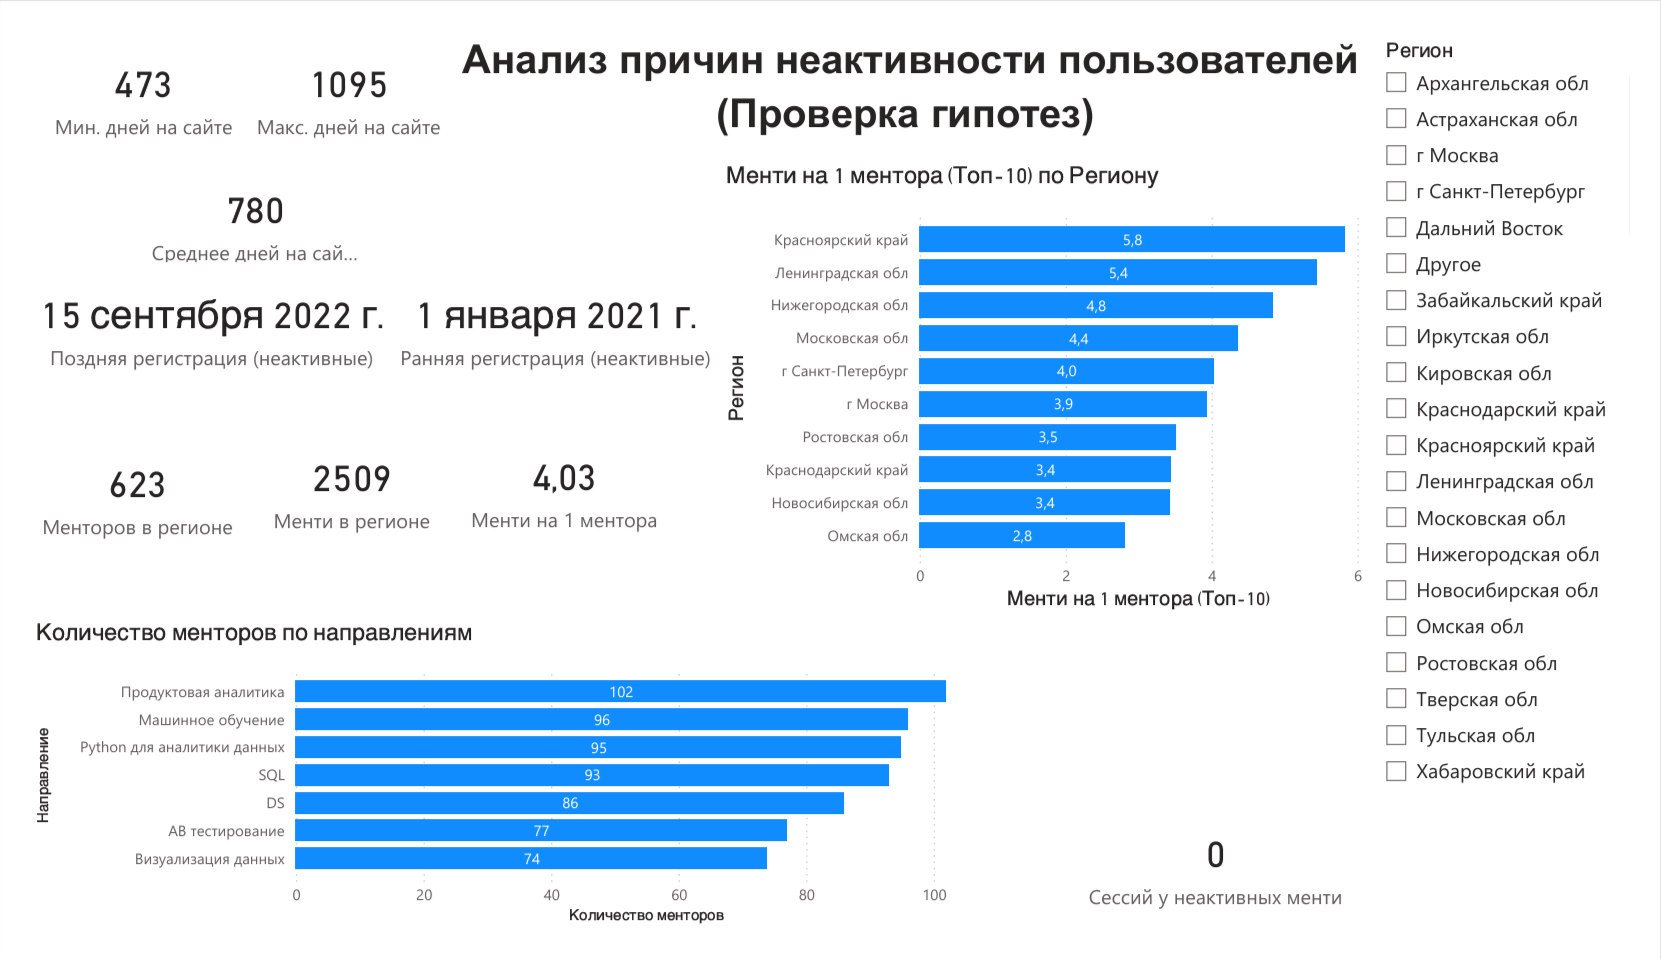 Анализ причин неактивности пользователей
(Проверка гипотез)
473
Мин. дней на сайте
1095
Макс. дней на сайте
780
Среднее дней на сай...
15 сентября 2022 г.
Поздняя регистрация (неактивные)
1 января 2021 г.
Ранняя регистрация (неактивные)
623
Менторов в регионе
2509
Менти в регионе
4,03
Менти на 1 ментора
Менти на 1 ментора (Топ-10) по Региону
Регион
Красноярский край 5,8
Ленинградская обл 5,4
Нижегородская обл 4,8
Московская обл 4,4
г Санкт-Петербург 4,0
г Москва 3,9
Ростовская обл 3,5
Краснодарский край 3,4
Новосибирская обл 3,4
Омская обл 2,8
0 2 4 6
Менти на 1 ментора (Топ-10)
Количество менторов по направлениям
Направление
Продуктовая аналитика 102
Машинное обучение 96
Python для аналитики данных 95
SQL 93
DS 86
АВ тестирование 77
Визуализация данных 74
0 20 40 60 80 100
Количество менторов
0
Сессий у неактивных менти
Регион
Архангельская обл
Астраханская обл
г Москва
г Санкт-Петербург
Дальний Восток
Другое
Забайкальский край
Иркутская обл
Кировская обл
Краснодарский край
Красноярский край
Ленинградская обл
Московская обл
Нижегородская обл
Новосибирская обл
Омская обл
Ростовская обл
Тверская обл
Тульская обл
Хабаровский край